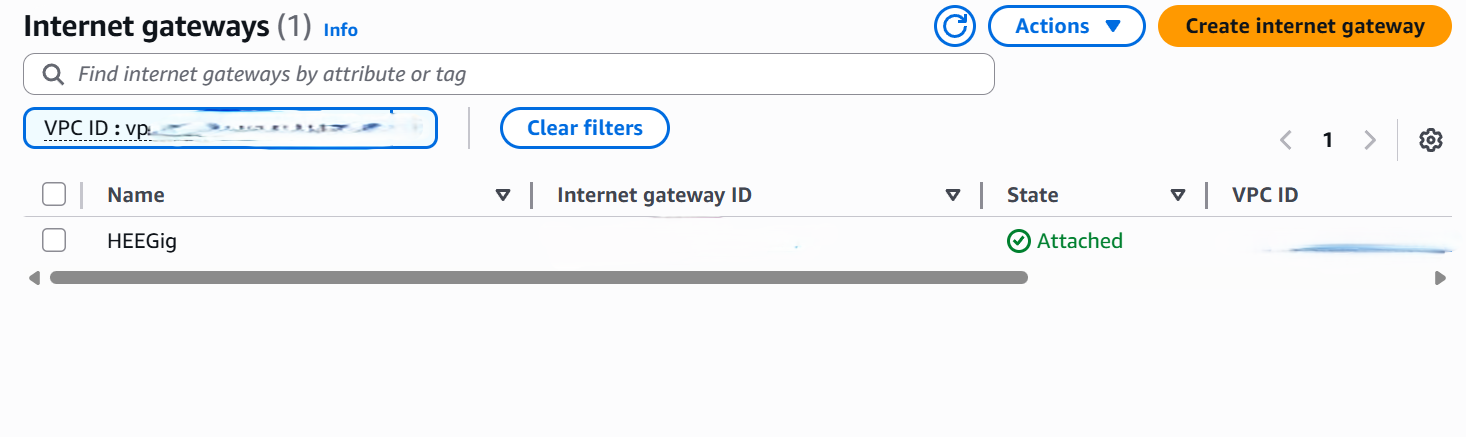 Internet gateways (1) Info
Actions
Create internet gateway
Find internet gateways by attribute or tag
VPC ID : vp
Clear filters
1
Name Internet gateway ID State VPC ID
HEEGig Attached